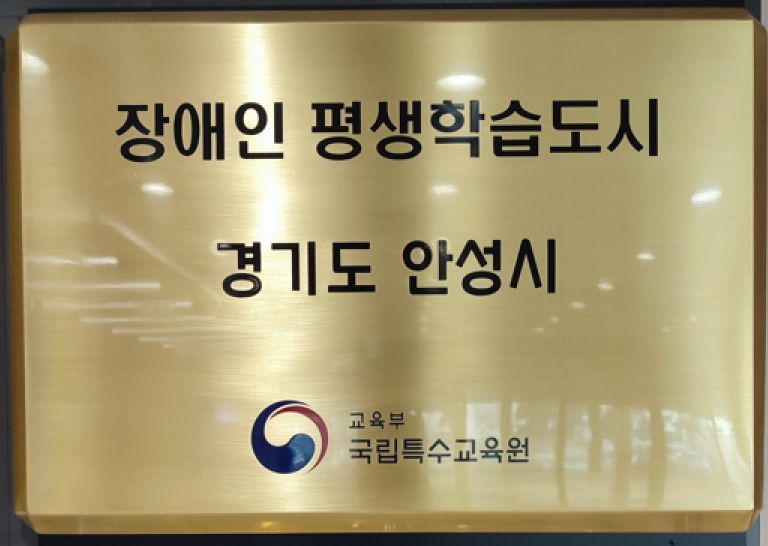 장애인 평생학습도시
경기도 안성시
교육부
국립특수교육원